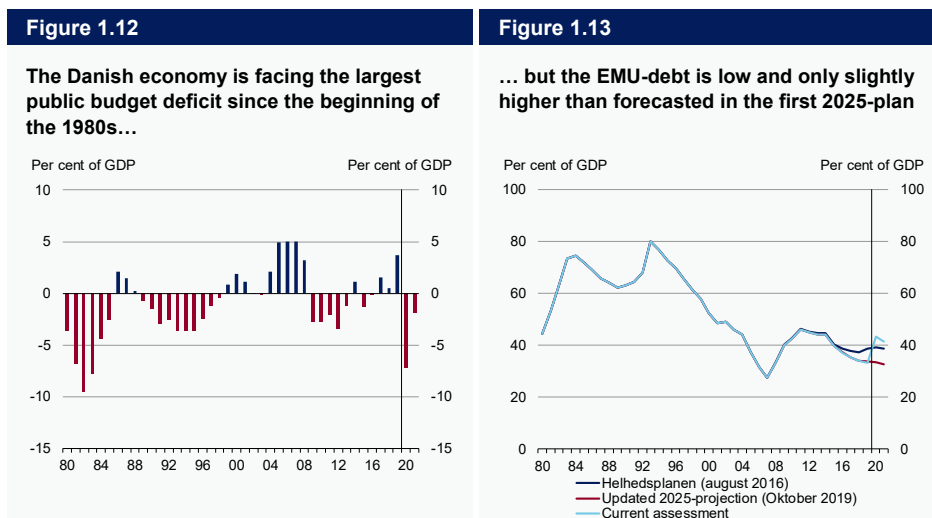 Figure 1.12
The Danish economy is facing the largest
public budget deficit since the beginning of
the 1980s…
Per cent of GDP Per cent of GDP
10 10
5 5
0 0
-5 -5
-10 -10
-15 -15
80 84 88 92 96 00 04 08 12 16 20
Figure 1.13
… but the EMU-debt is low and only slightly
higher than forecasted in the first 2025-plan
Per cent of GDP Per cent of GDP
100 100
80 80
60 60
40 40
20 20
0 0
80 84 88 92 96 00 04 08 12 16 20
Helhedsplanen (august 2016)
Updated 2025-projection (Oktober 2019)
Current assessment